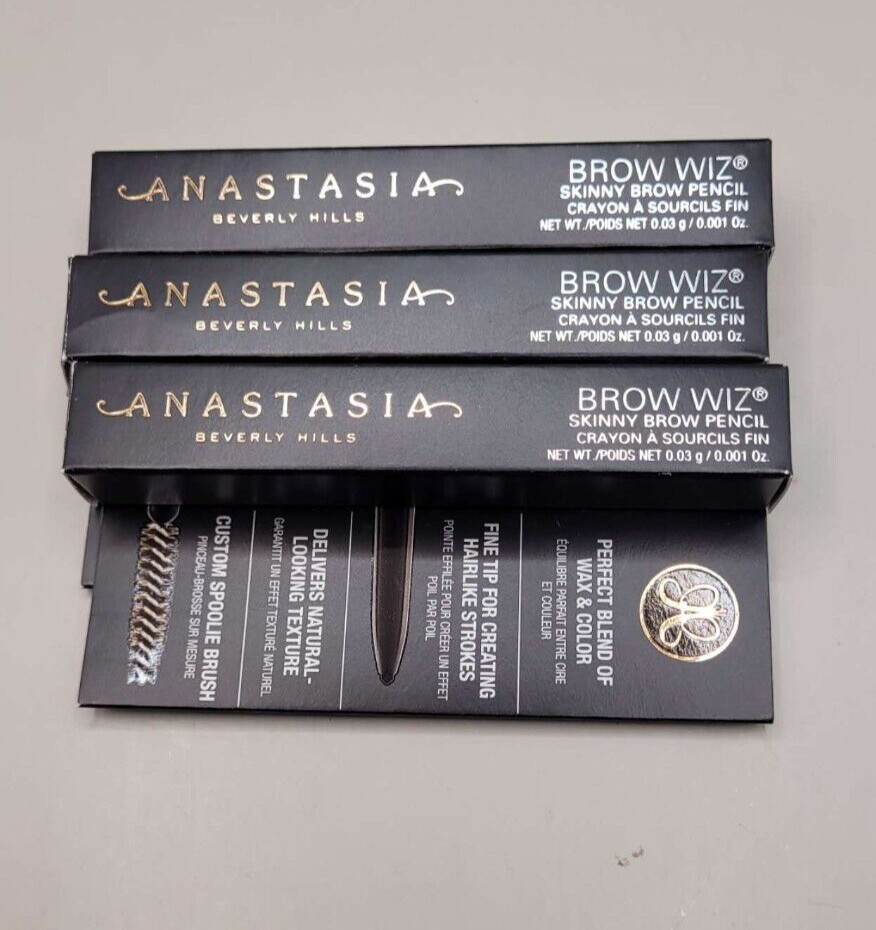 ANASTASIA
BEVERLY HILLS
BROW WIZ®
SKINNY BROW PENCIL
CRAYON À SOURCILS FIN
NET WT./POIDS NET 0.03 g / 0.001 Oz.
ANASTASIA
BEVERLY HILLS
BROW WIZ®
SKINNY BROW PENCIL
CRAYON À SOURCILS FIN
NET WT./POIDS NET 0.03 g / 0.001 Oz.
ANASTASIA
BEVERLY HILLS
BROW WIZ®
SKINNY BROW PENCIL
CRAYON À SOURCILS FIN
NET WT./POIDS NET 0.03 g / 0.001 Oz.
PERFECT BLEND OF
WAX & COLOR
ÉQUILIBRE PARFAIT ENTRE CIRE
ET COULEUR
FINE TIP FOR CREATING
HAIRLIKE STROKES
POINTE EFFILÉE POUR CRÉER UN EFFET
POIL PAR POIL
DELIVERS NATURAL-
LOOKING TEXTURE
GARANTIT UN EFFET TEXTURÉ NATUREL
CUSTOM SPOOLIE BRUSH
PINCEAU-BROSSE SUR MESURE